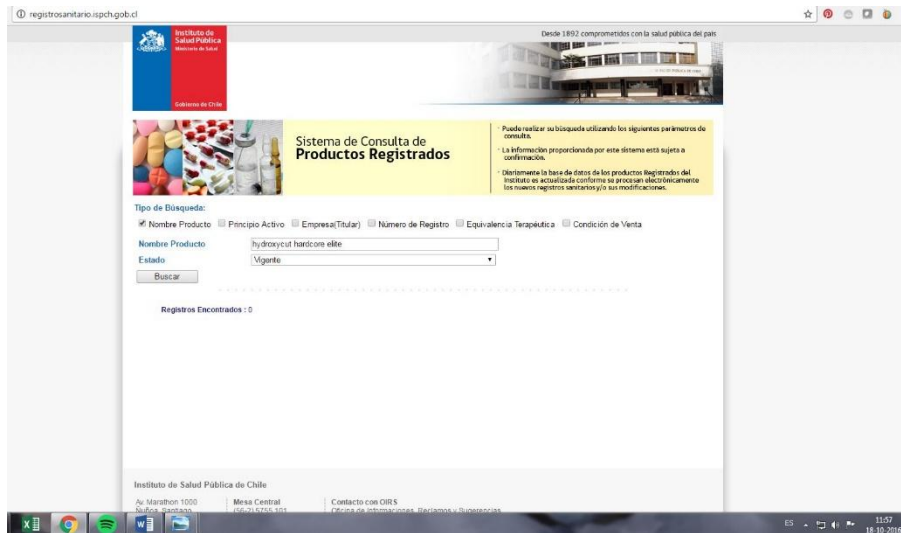 registrosanitario.ispch.gob.cl
Instituto de
Salud Pública
Ministerio de Salud
Gobierno de Chile
Desde 1892 comprometidos con la salud pública del país
Sistema de Consulta de
Productos Registrados
· Puede realizar su búsqueda utilizando los siguientes parámetros de
consulta.
· La información proporcionada por este sistema está sujeta a
confirmación.
· Diariamente la base de datos de los productos Registrados del
Instituto es actualizada conforme se procesan electrónicamente
los nuevos registros sanitarios y/o sus modificaciones.
Tipo de Búsqueda:
Nombre Producto Principio Activo Empresa(Titular) Número de Registro Equivalencia Terapéutica Condición de Venta
Nombre Producto hydroxycut hardcore elite
Estado Vigente
Buscar
Registros Encontrados : 0
Instituto de Salud Pública de Chile
Av. Marathon 1000 Mesa Central Contacto con OIRS
Ñuñoa, Santiago (56-2) 5755 101 Oficina de Informaciones, Reclamos y Sugerencias
ES 11:57
18-10-2016